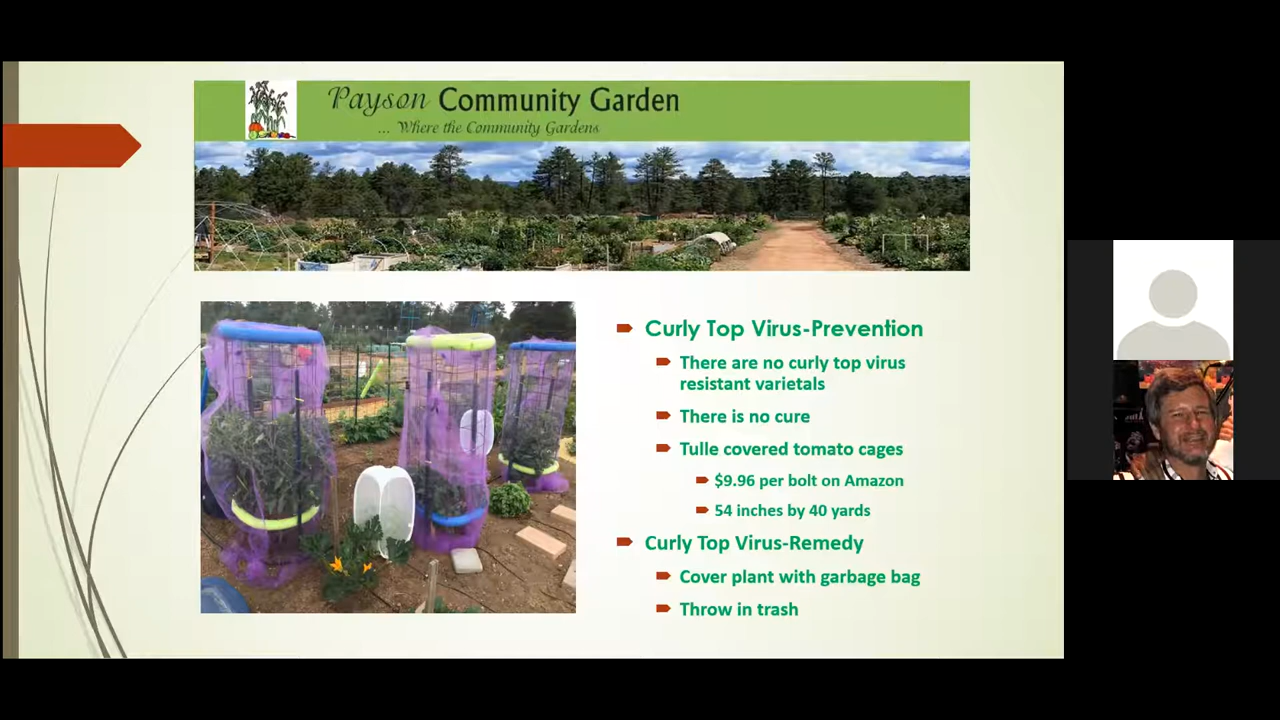 Payson Community Garden
... Where the Community Gardens
Curly Top Virus-Prevention
There are no curly top virus
resistant varietals
There is no cure
Tulle covered tomato cages
$9.96 per bolt on Amazon
54 inches by 40 yards
Curly Top Virus-Remedy
Cover plant with garbage bag
Throw in trash